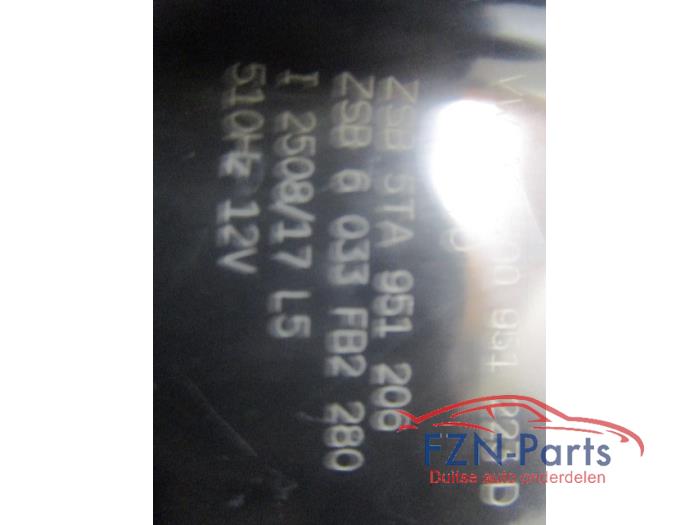 951
ZSB 5TA 951 206
ZSB 6 033 FB2 280
I 2508/17 L5
510Hz 12V
FZN-Parts
Duitse auto onderdelen